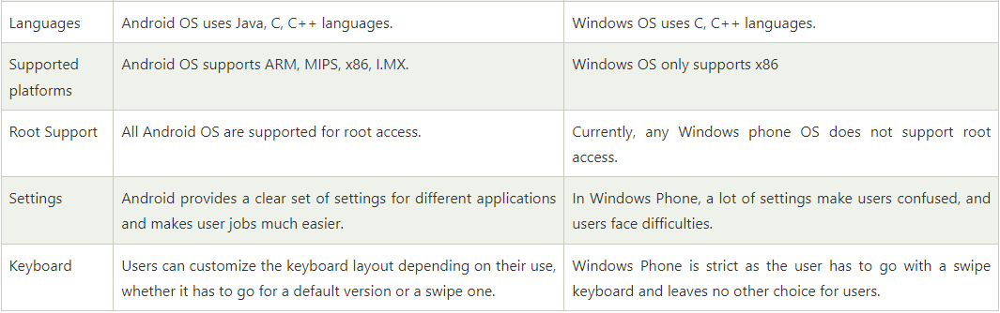 Languages
Android OS uses Java, C, C++ languages.
Windows OS uses C, C++ languages.
Supported
platforms
Android OS supports ARM, MIPS, x86, I.MX.
Windows OS only supports x86
Root Support
All Android OS are supported for root access.
Currently, any Windows phone OS does not support root
access.
Settings
Android provides a clear set of settings for different applications
and makes user jobs much easier.
In Windows Phone, a lot of settings make users confused, and
users face difficulties.
Keyboard
Users can customize the keyboard layout depending on their use,
whether it has to go for a default version or a swipe one.
Windows Phone is strict as the user has to go with a swipe
keyboard and leaves no other choice for users.